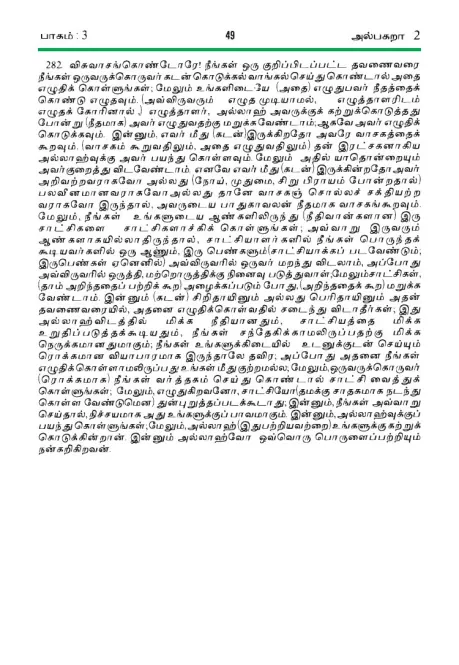 பாகம் : 3 49 அல்பகறா 2
282. விசுவாசங்கொண்டோரே! நீங்கள் ஒரு குறிப்பிடப்பட்ட தவணைவரை
நீங்கள் ஒருவருக்கொருவர் கடன் கொடுக்கல் வாங்கல் செய்து கொண்டால் அதை
எழுதிக் கொள்ளுங்கள்; மேலும் உங்களிடையே (அதை) எழுதுபவர் நீதத்தைக்
கொண்டு எழுதவும். (அவ்விருவரும் எழுத முடியாமல், எழுத்தாளரிடம்
எழுதக் கோரினால்) எழுத்தாளர், அல்லாஹ் அவருக்குக் கற்றுக்கொடுத்தது
போன்று (நீதமாக) அவர் எழுதுவதற்கு மறுக்கவேண்டாம்; ஆகவே அவர் எழுதிக்
கொடுக்கவும். இன்னும், எவர் மீது (கடன்) இருக்கிறதோ அவரே வாசகத்தைக்
கூறவும். (வாசகம் கூறுவதிலும், அதை எழுதுவதிலும்) தன் இரட்சகனாகிய
அல்லாஹ்வுக்கு அவர் பயந்து கொள்ளவும். மேலும் அதில் யாதொன்றையும்
அவர் குறைத்து விடவேண்டாம். எனவே எவர் மீது (கடன்) இருக்கின்றதோ அவர்,
அறிவற்றவராகவோ அல்லது (நோய், முதுமை, சிறு பிராயம் போன்றதால்)
பலவீனமானவராகவோ அல்லது தானே வாசகஞ் சொல்லச் சக்தியற்ற
வராகவோ இருந்தால், அவருடைய பாதுகாவலன் நீதமாக வாசகங்கூறவும்.
மேலும், நீங்கள் உங்களுடைய ஆண்களிலிருந்து (நீதிவான்களான) இரு
சாட்சிகளை சாட்சிகளாக்கிக் கொள்ளுங்கள்; அவ்வாறு இருவரும்
ஆண்களாகயில்லாதிருந்தால், சாட்சியாளர்களில் நீங்கள் பொருந்தக்
கூடியவர்களில் ஒரு ஆணும், இரு பெண்களும் (சாட்சியாக்கப் படவேண்டும்;
இருபெண்கள் ஏனெனில்) அவ்விருவரில் ஒருவர் மறந்து விடலாம், அப்போது
அவ்விருவரில் ஒருத்தி, மற்றொருத்திக்கு நினைவு படுத்துவாள்; மேலும் சாட்சிகள்,
(தாம் அறிந்ததைப் பற்றிக் கூற) அழைக்கப்படும் போது, (அறிந்ததைக் கூற) மறுக்க
வேண்டாம். இன்னும் (கடன்) சிறிதாயினும் அல்லது பெரிதாயினும் அதன்
தவணைவரையில், அதனை எழுதிக்கொள்வதில் சடைந்து விடாதீர்கள்; இது
அல்லாஹ்விடத்தில் மிக்க நீதியானதும், சாட்சியத்தை மிக்க
உறுதிப்படுத்தக்கூடியதும், நீங்கள் சந்தேகிக்காமலிருப்பதற்கு மிக்க
நெருக்கமானதுமாகும்; நீங்கள் உங்களுக்கிடையில் உடனுக்குடன் செய்யும்
ரொக்கமான வியாபாரமாக இருந்தாலே தவிர; அப்போது அதனை நீங்கள்
எழுதிக்கொள்ளாமலிருப்பது உங்கள் மீது குற்றமல்ல; மேலும், ஒருவருக்கொருவர்
(ரொக்கமாக) நீங்கள் வர்த்தகம் செய்து கொண்டால் சாட்சி வைத்துக்
கொள்ளுங்கள்; மேலும், எழுதுகிறவனோ, சாட்சியோ (தமக்கு சாதகமாக நடந்து
கொள்ள வேண்டுமென) துன்புறுத்தப்படக்கூடாது; இன்னும், நீங்கள் அவ்வாறு
செய்தால், நிச்சயமாக அது உங்களுக்குப் பாவமாகும். இன்னும், அல்லாஹ்வுக்குப்
பயந்து கொள்ளுங்கள்; மேலும், அல்லாஹ் (இதுபற்றியவற்றை) உங்களுக்கு கற்றுக்
கொடுக்கின்றான். இன்னும் அல்லாஹ்வோ ஒவ்வொரு பொருளைப்பற்றியும்
நன்கறிகிறவன்.